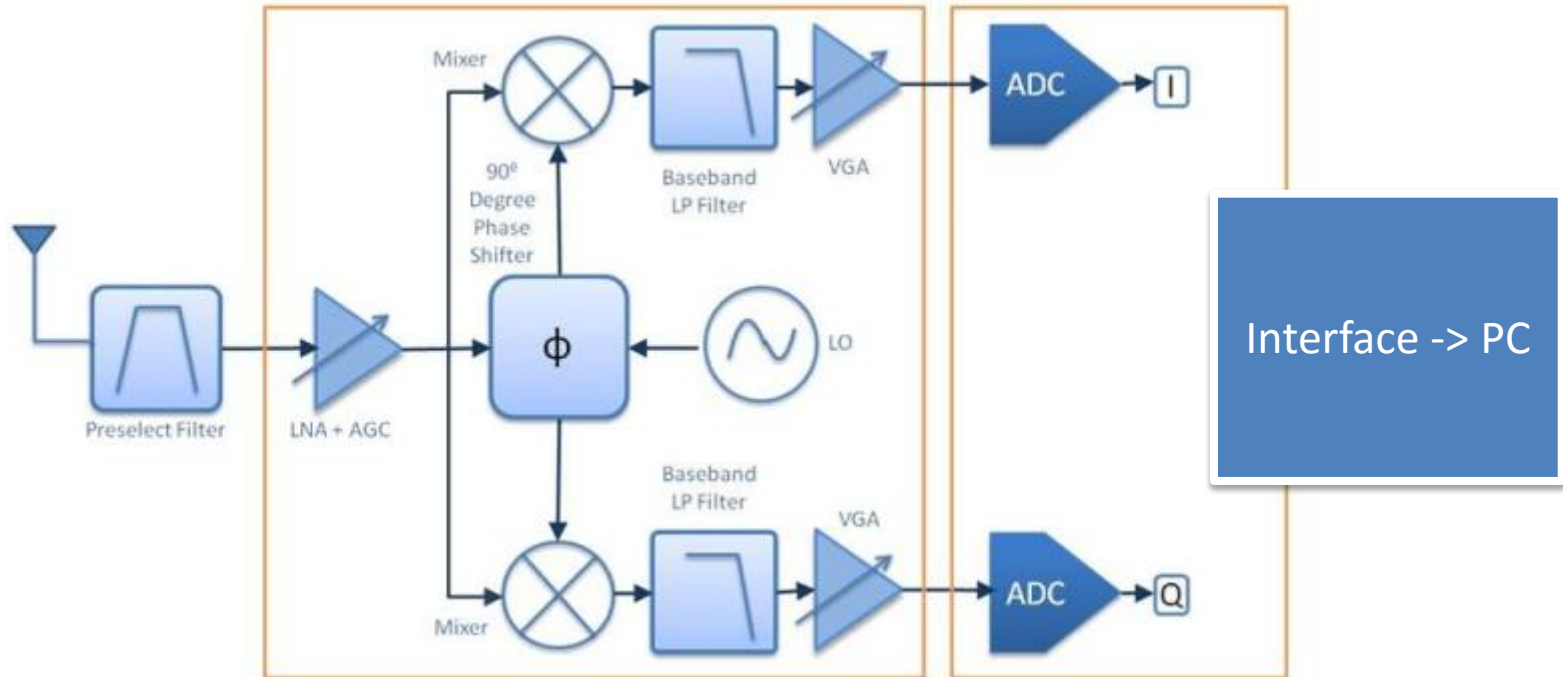 Mixer
90º
Degree
Phase
Shifter
Baseband
LP Filter
VGA
ADC
I
Preselect Filter
LNA + AGC
ϕ
LO
Interface -> PC
Baseband
LP Filter
VGA
Mixer
ADC
Q